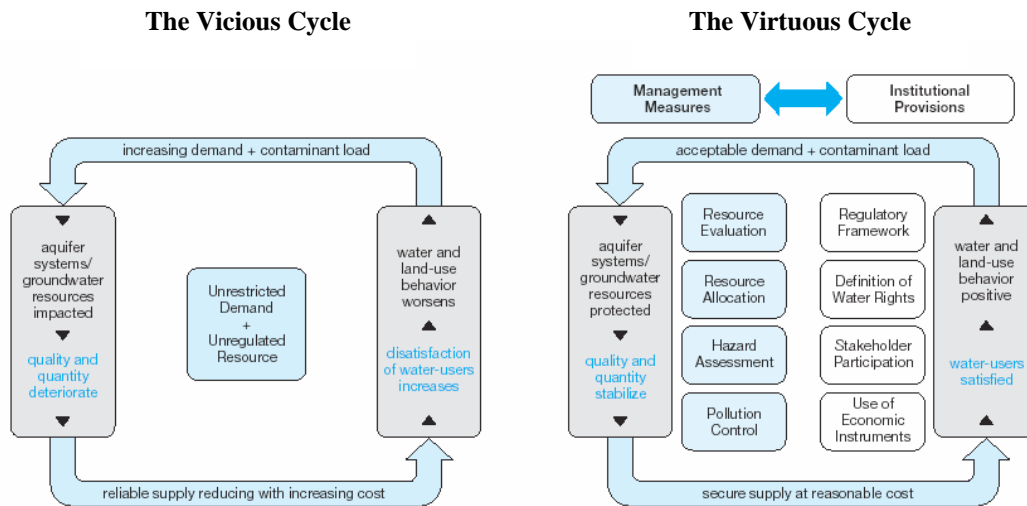 The Vicious Cycle
increasing demand + contaminant load
aquifer
systems/
groundwater
resources
impacted
quality and
quantity
deteriorate
Unrestricted
Demand
+
Unregulated
Resource
water and
land-use
behavior
worsens
disatisfaction
of water-users
increases
reliable supply reducing with increasing cost
The Virtuous Cycle
Management
Measures
Institutional
Provisions
acceptable demand + contaminant load
aquifer
systems/
groundwater
resources
protected
quality and
quantity
stabilize
Resource
Evaluation
Resource
Allocation
Hazard
Assessment
Pollution
Control
Regulatory
Framework
Definition of
Water Rights
Stakeholder
Participation
Use of
Economic
Instruments
water and
land-use
behavior
positive
water-users
satisfied
secure supply at reasonable cost